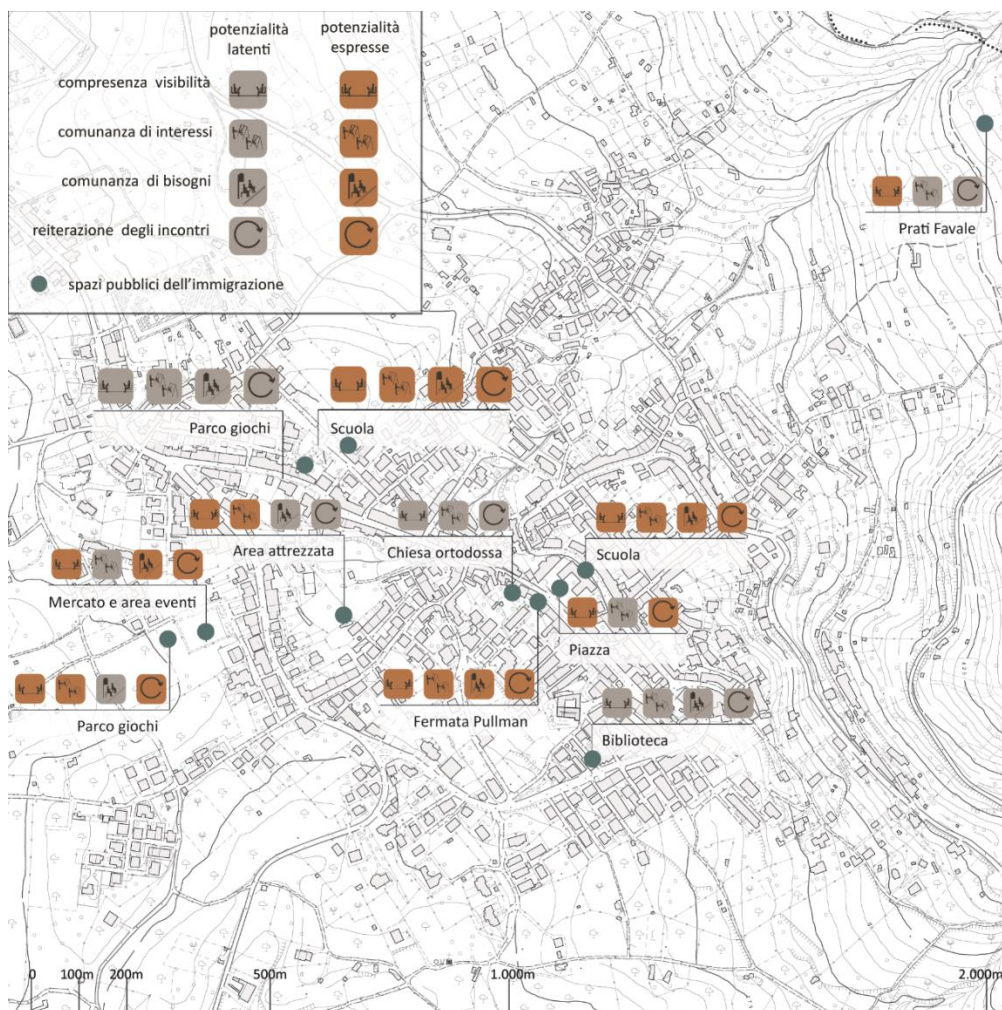 potenzialità
latenti
potenzialità
espresse
compresenza visibilità
comunanza di interessi
comunanza di bisogni
reiterazione degli incontri
spazi pubblici dell'immigrazione
Prati Favale
Parco giochi
Scuola
Area attrezzata
Chiesa ortodossa
Scuola
Mercato e area eventi
Piazza
Parco giochi
Fermata Pullman
Biblioteca
0 100m 200m 500m 1.000m 2.000m